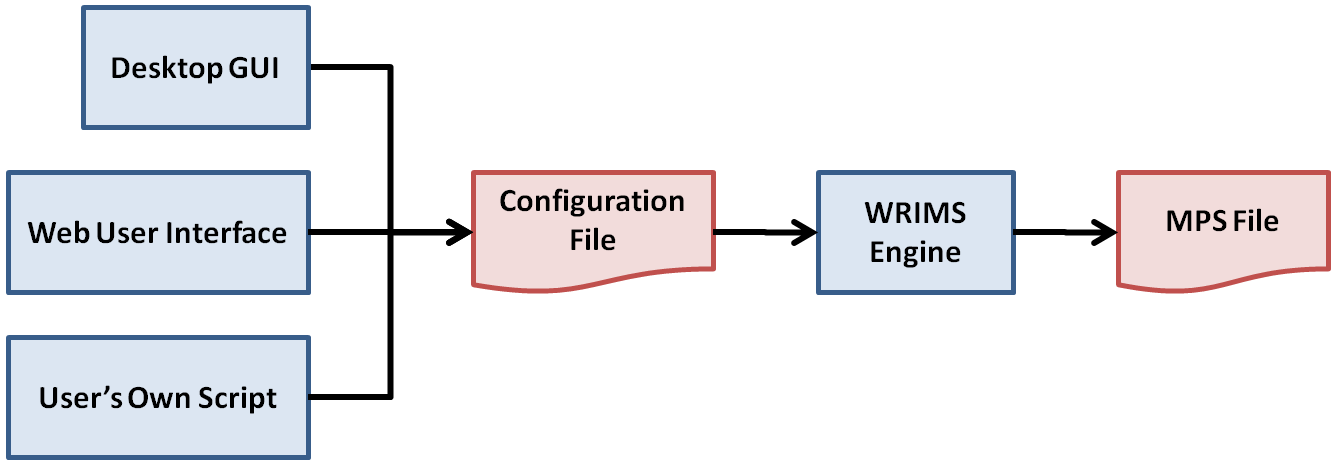 Desktop GUI
Web User Interface
User’s Own Script
Configuration
File
WRIMS
Engine
MPS File